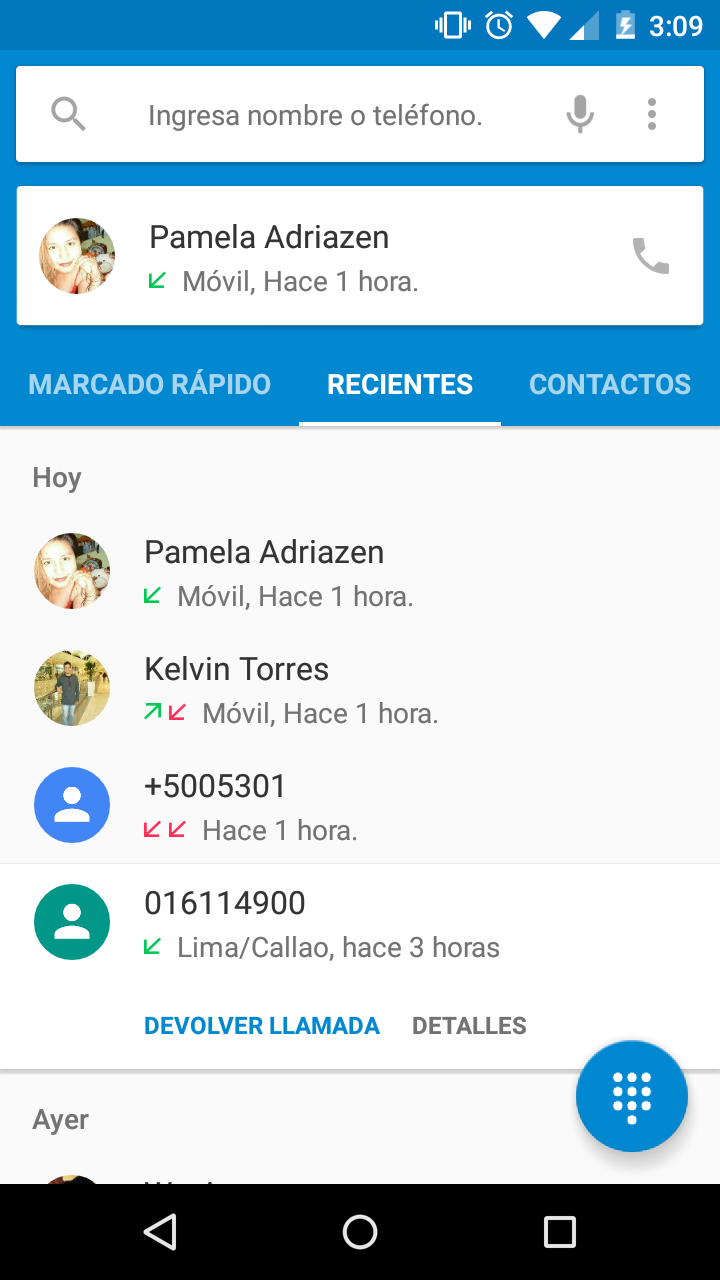 3:09
Ingresa nombre o teléfono.
Pamela Adriazen
Móvil, Hace 1 hora.
MARCADO RÁPIDO RECIENTES CONTACTOS
Hoy
Pamela Adriazen
Móvil, Hace 1 hora.
Kelvin Torres
Móvil, Hace 1 hora.
+5005301
Hace 1 hora.
016114900
Lima/Callao, hace 3 horas
DEVOLVER LLAMADA DETALLES
Ayer